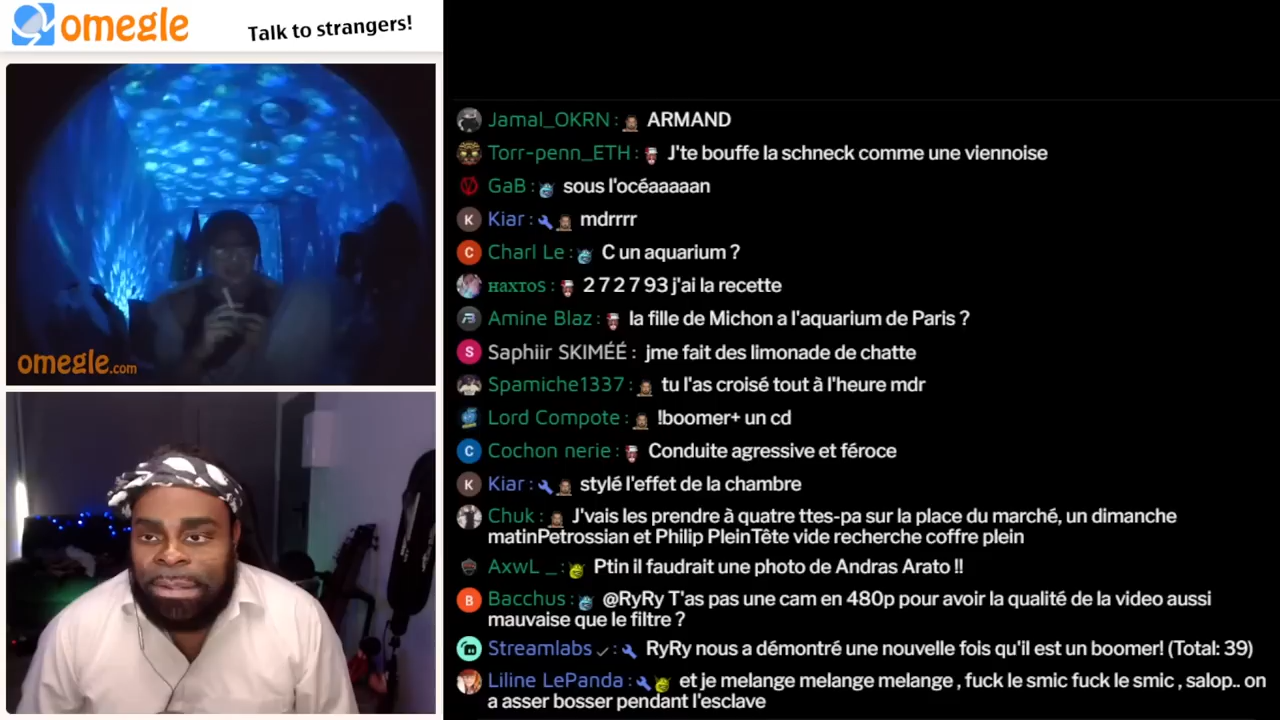 omegle
Talk to strangers!
omegle.com
Jamal_OKRN : ARMAND
Torr-penn_ETH : J'te bouffe la schneck comme une viennoise
GaB : sous l'océaaaaan
K Kiar : mdrrrr
C Charl Le : C un aquarium ?
нaxтoѕ : 2 7 2 7 93 j'ai la recette
Amine Blaz : la fille de Michon a l'aquarium de Paris ?
S Saphiir SKIMÉÉ : jme fait des limonade de chatte
Spamiche1337 : tu l'as croisé tout à l'heure mdr
Lord Compote : !boomer+ un cd
C Cochon nerie : Conduite agressive et féroce
K Kiar : stylé l'effet de la chambre
Chuk : J'vais les prendre à quatre ttes-pa sur la place du marché, un dimanche
matinPetrossian et Philip PleinTête vide recherche coffre plein
AxwL _ : Ptin il faudrait une photo de Andras Arato !!
B Bacchus : @RyRy T'as pas une cam en 480p pour avoir la qualité de la video aussi
mauvaise que le filtre ?
Streamlabs : RyRy nous a démontré une nouvelle fois qu'il est un boomer! (Total: 39)
Liline LePanda : et je melange melange melange , fuck le smic fuck le smic , salop.. on
a asser bosser pendant l'esclave